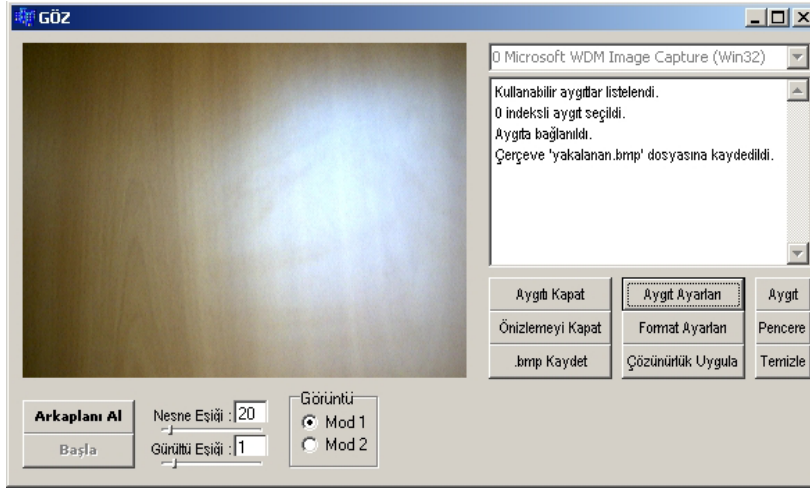 GÖZ
0 Microsoft WDM Image Capture (Win32)
Kullanabilir aygıtlar listelendi.
0 indeksli aygıt seçildi.
Aygıta bağlanıldı.
Çerçeve 'yakalanan.bmp' dosyasına kaydedildi.
Aygıtı Kapat
Aygıt Ayarları
Aygıt
Önizlemeyi Kapat
Format Ayarları
Pencere
.bmp Kaydet
Çözünürlük Uygula
Temizle
Arkaplanı Al
Başla
Nesne Eşiği : 20
Gürültü Eşiği : 1
Görüntü
Mod 1
Mod 2